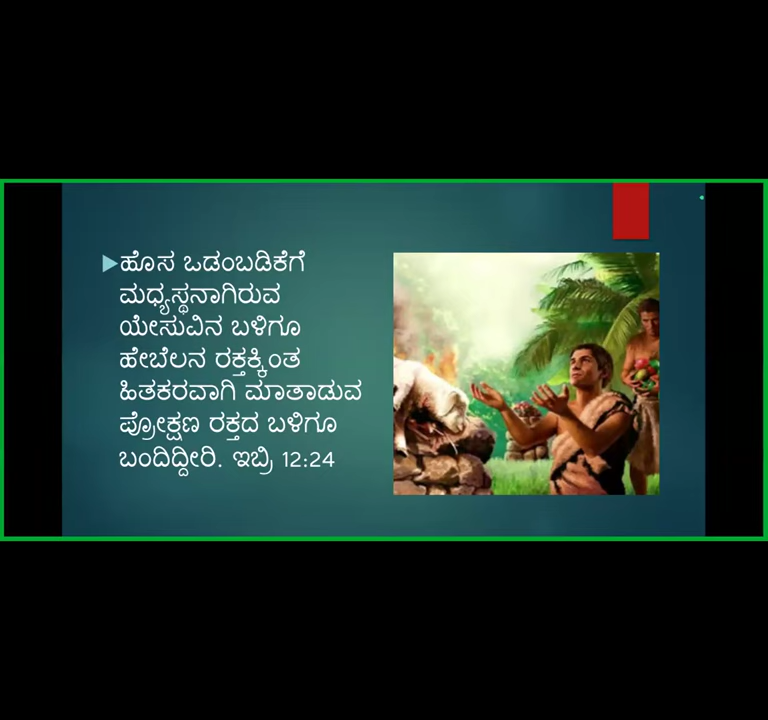 ಹೊಸ ಒಡಂಬಡಿಕೆಗೆ
ಮಧ್ಯಸ್ಥನಾಗಿರುವ
ಯೇಸುವಿನ ಬಳಿಗೂ
ಹೇಬೆಲನ ರಕ್ತಕ್ಕಿಂತ
ಹಿತಕರವಾಗಿ ಮಾತಾಡುವ
ಪ್ರೋಕ್ಷಣ ರಕ್ತದ ಬಳಿಗೂ
ಬಂದಿದ್ದೀರಿ. ಇಬ್ರಿ 12:24